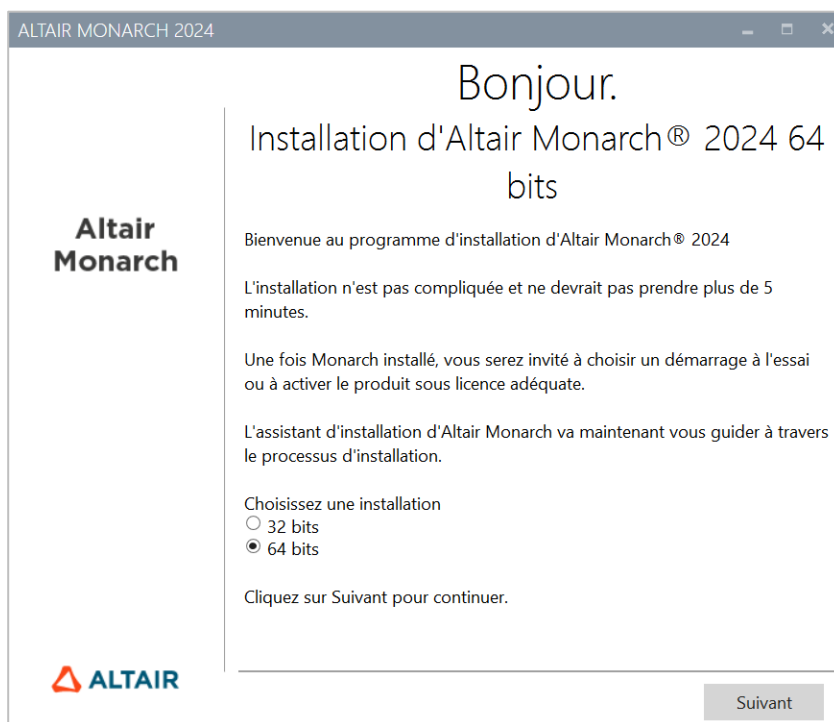 ALTAIR MONARCH 2024
Bonjour.
Installation d'Altair Monarch® 2024 64
bits
Altair
Monarch
Bienvenue au programme d'installation d'Altair Monarch® 2024
L'installation n'est pas compliquée et ne devrait pas prendre plus de 5
minutes.
Une fois Monarch installé, vous serez invité à choisir un démarrage à l'essai
ou à activer le produit sous licence adéquate.
L'assistant d'installation d'Altair Monarch va maintenant vous guider à travers
le processus d'installation.
Choisissez une installation
32 bits
64 bits
Cliquez sur Suivant pour continuer.
ALTAIR
Suivant